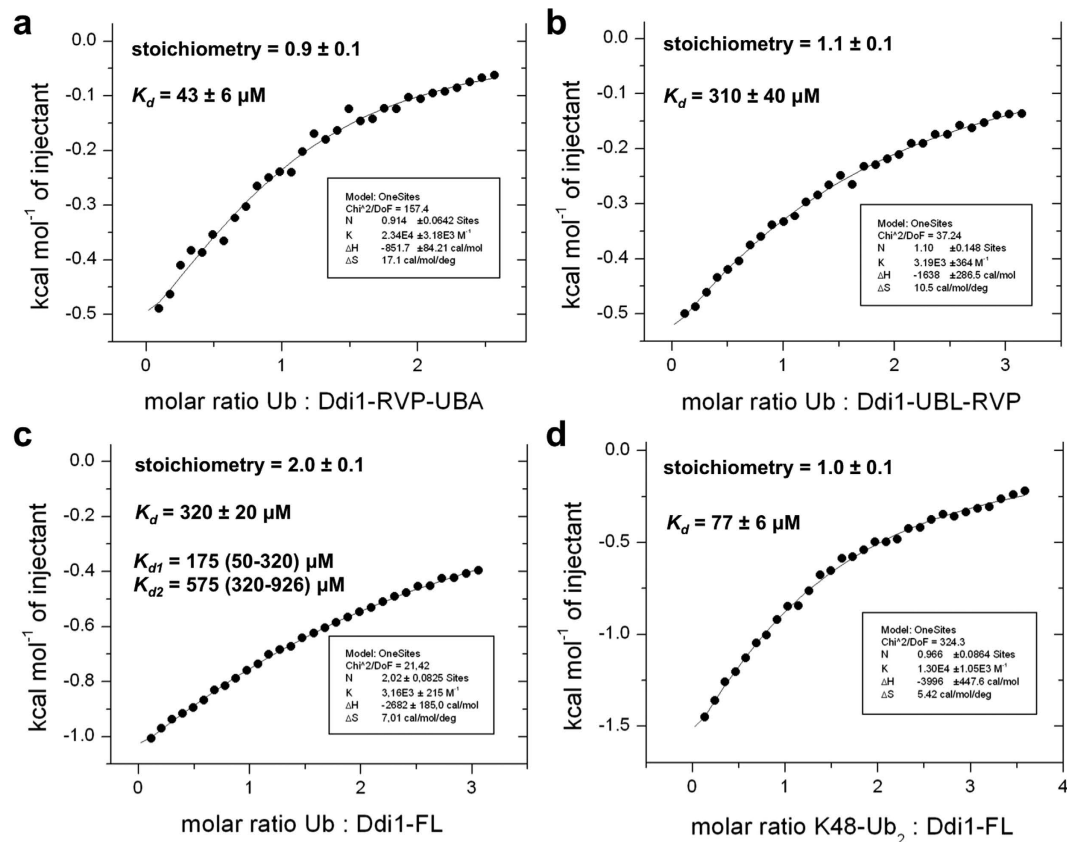 a
stoichiometry = 0.9 ± 0.1
K_d = 43 ± 6 µM
0.0
-0.1
-0.2
-0.3
-0.4
-0.5
kcal mol⁻¹ of injectant
Model: OneSites
Chi^2/DoF = 157.4
N 0.914 ±0.0642 Sites
K 2.34E4 ±3.18E3 M⁻¹
ΔH -851.7 ±84.21 cal/mol
ΔS 17.1 cal/mol/deg
0 1 2
molar ratio Ub : Ddi1-RVP-UBA
b
stoichiometry = 1.1 ± 0.1
K_d = 310 ± 40 µM
0.0
-0.1
-0.2
-0.3
-0.4
-0.5
kcal mol⁻¹ of injectant
Model: OneSites
Chi^2/DoF = 37.24
N 1.10 ±0.148 Sites
K 3.19E3 ±364 M⁻¹
ΔH -1638 ±286.5 cal/mol
ΔS 10.5 cal/mol/deg
0 1 2 3
molar ratio Ub : Ddi1-UBL-RVP
c
stoichiometry = 2.0 ± 0.1
K_d = 320 ± 20 µM
K_d1 = 175 (50-320) µM
K_d2 = 575 (320-926) µM
0.0
-0.2
-0.4
-0.6
-0.8
-1.0
kcal mol⁻¹ of injectant
Model: OneSites
Chi^2/DoF = 21,42
N 2,02 ± 0,0825 Sites
K 3,16E3 ± 215 M⁻¹
ΔH -2682 ± 185,0 cal/mol
ΔS 7,01 cal/mol/deg
0 1 2 3
molar ratio Ub : Ddi1-FL
d
stoichiometry = 1.0 ± 0.1
K_d = 77 ± 6 µM
0.0
-0.5
-1.0
-1.5
kcal mol⁻¹ of injectant
Model: OneSites
Chi^2/DoF = 324.3
N 0.966 ±0.0864 Sites
K 1.30E4 ±1.05E3 M⁻¹
ΔH -3996 ±447.6 cal/mol
ΔS 5.42 cal/mol/deg
0 1 2 3 4
molar ratio K48-Ub₂ : Ddi1-FL